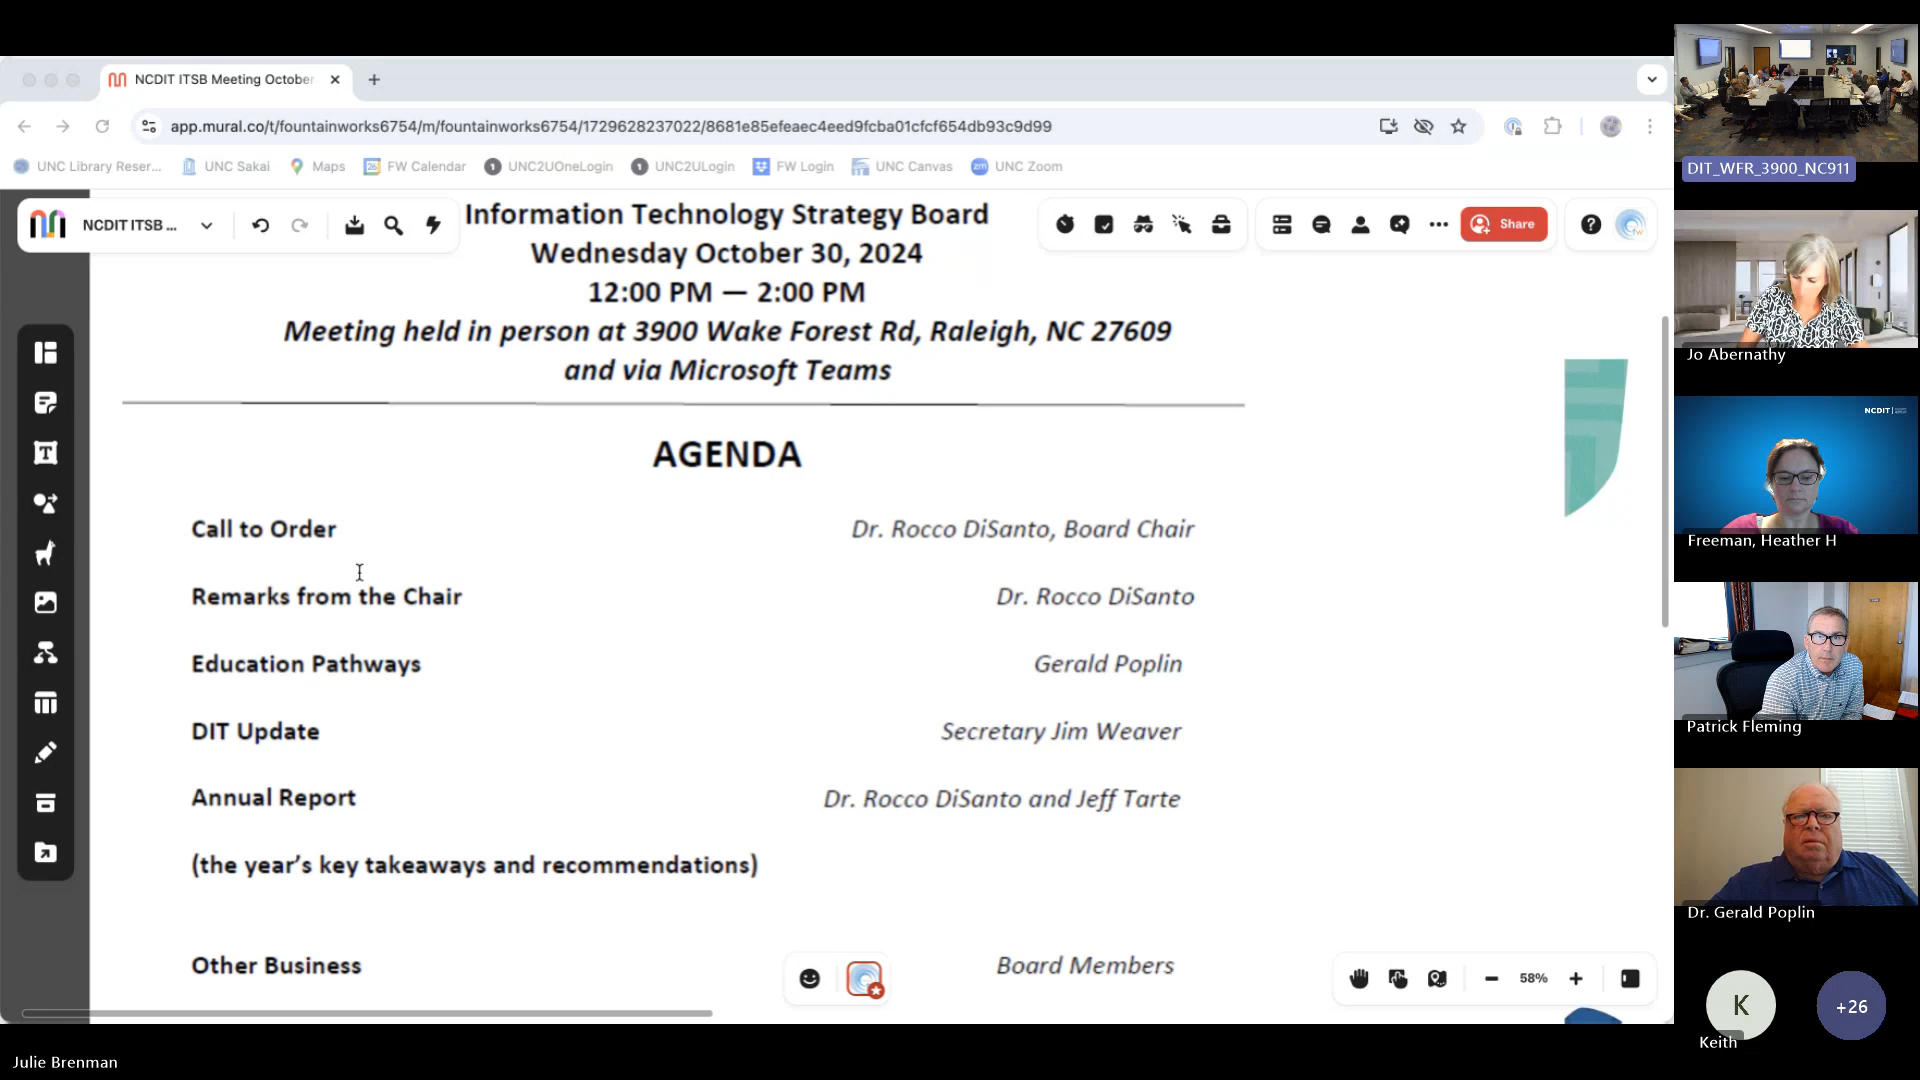 NCDIT ITSB Meeting October
app.mural.co/t/fountainworks6754/m/fountainworks6754/1729628237022/8681e85efeaec4eed9fcba01cfcf654db93c9d99
UNC Library Reser...
UNC Sakai
Maps
FW Calendar
UNC2UOneLogin
UNC2ULogin
FW Login
UNC Canvas
UNC Zoom
NCDIT ITSB ...
Share
Information Technology Strategy Board
Wednesday October 30, 2024
12:00 PM — 2:00 PM
Meeting held in person at 3900 Wake Forest Rd, Raleigh, NC 27609
and via Microsoft Teams
AGENDA
Call to Order Dr. Rocco DiSanto, Board Chair
Remarks from the Chair Dr. Rocco DiSanto
Education Pathways Gerald Poplin
DIT Update Secretary Jim Weaver
Annual Report Dr. Rocco DiSanto and Jeff Tarte
(the year's key takeaways and recommendations)
Other Business Board Members
58%
DIT_WFR_3900_NC911
Jo Abernathy
NCDIT
Freeman, Heather H
Patrick Fleming
Dr. Gerald Poplin
K
+26
Keith
Julie Brenman